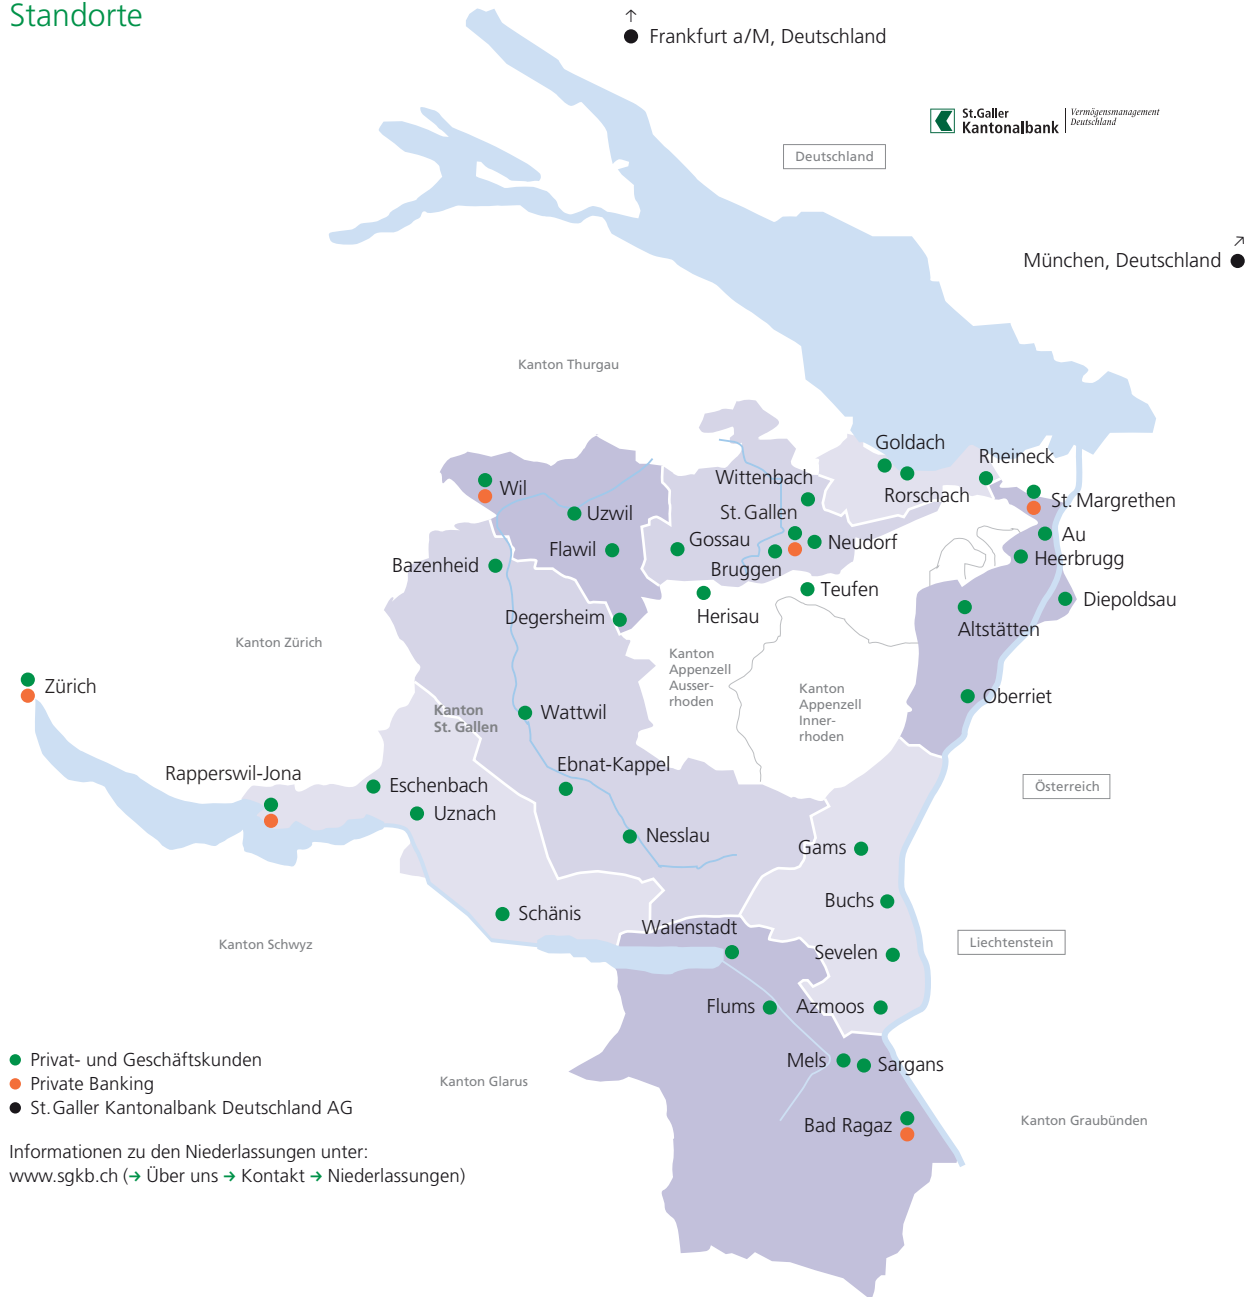 Standorte
Frankfurt a/M, Deutschland
St.Galler
Kantonalbank
Vermögensmanagement
Deutschland
Deutschland
München, Deutschland
Kanton Thurgau
Goldach
Rheineck
Wittenbach
Rorschach
St. Margrethen
Wil
St. Gallen
Uzwil
Au
Gossau
Neudorf
Flawil
Heerbrugg
Bazenheid
Bruggen
Teufen
Diepoldsau
Degersheim
Herisau
Altstätten
Kanton Zürich
Kanton
Appenzell
Ausser-
rhoden
Kanton
Appenzell
Inner-
rhoden
Zürich
Oberriet
Kanton
St. Gallen
Wattwil
Ebnat-Kappel
Rapperswil-Jona
Eschenbach
Österreich
Uznach
Nesslau
Gams
Buchs
Schänis
Walenstadt
Kanton Schwyz
Liechtenstein
Sevelen
Flums
Azmoos
Privat- und Geschäftskunden
Mels
Sargans
Private Banking
Kanton Glarus
St. Galler Kantonalbank Deutschland AG
Bad Ragaz
Kanton Graubünden
Informationen zu den Niederlassungen unter:
www.sgkb.ch (→ Über uns → Kontakt → Niederlassungen)